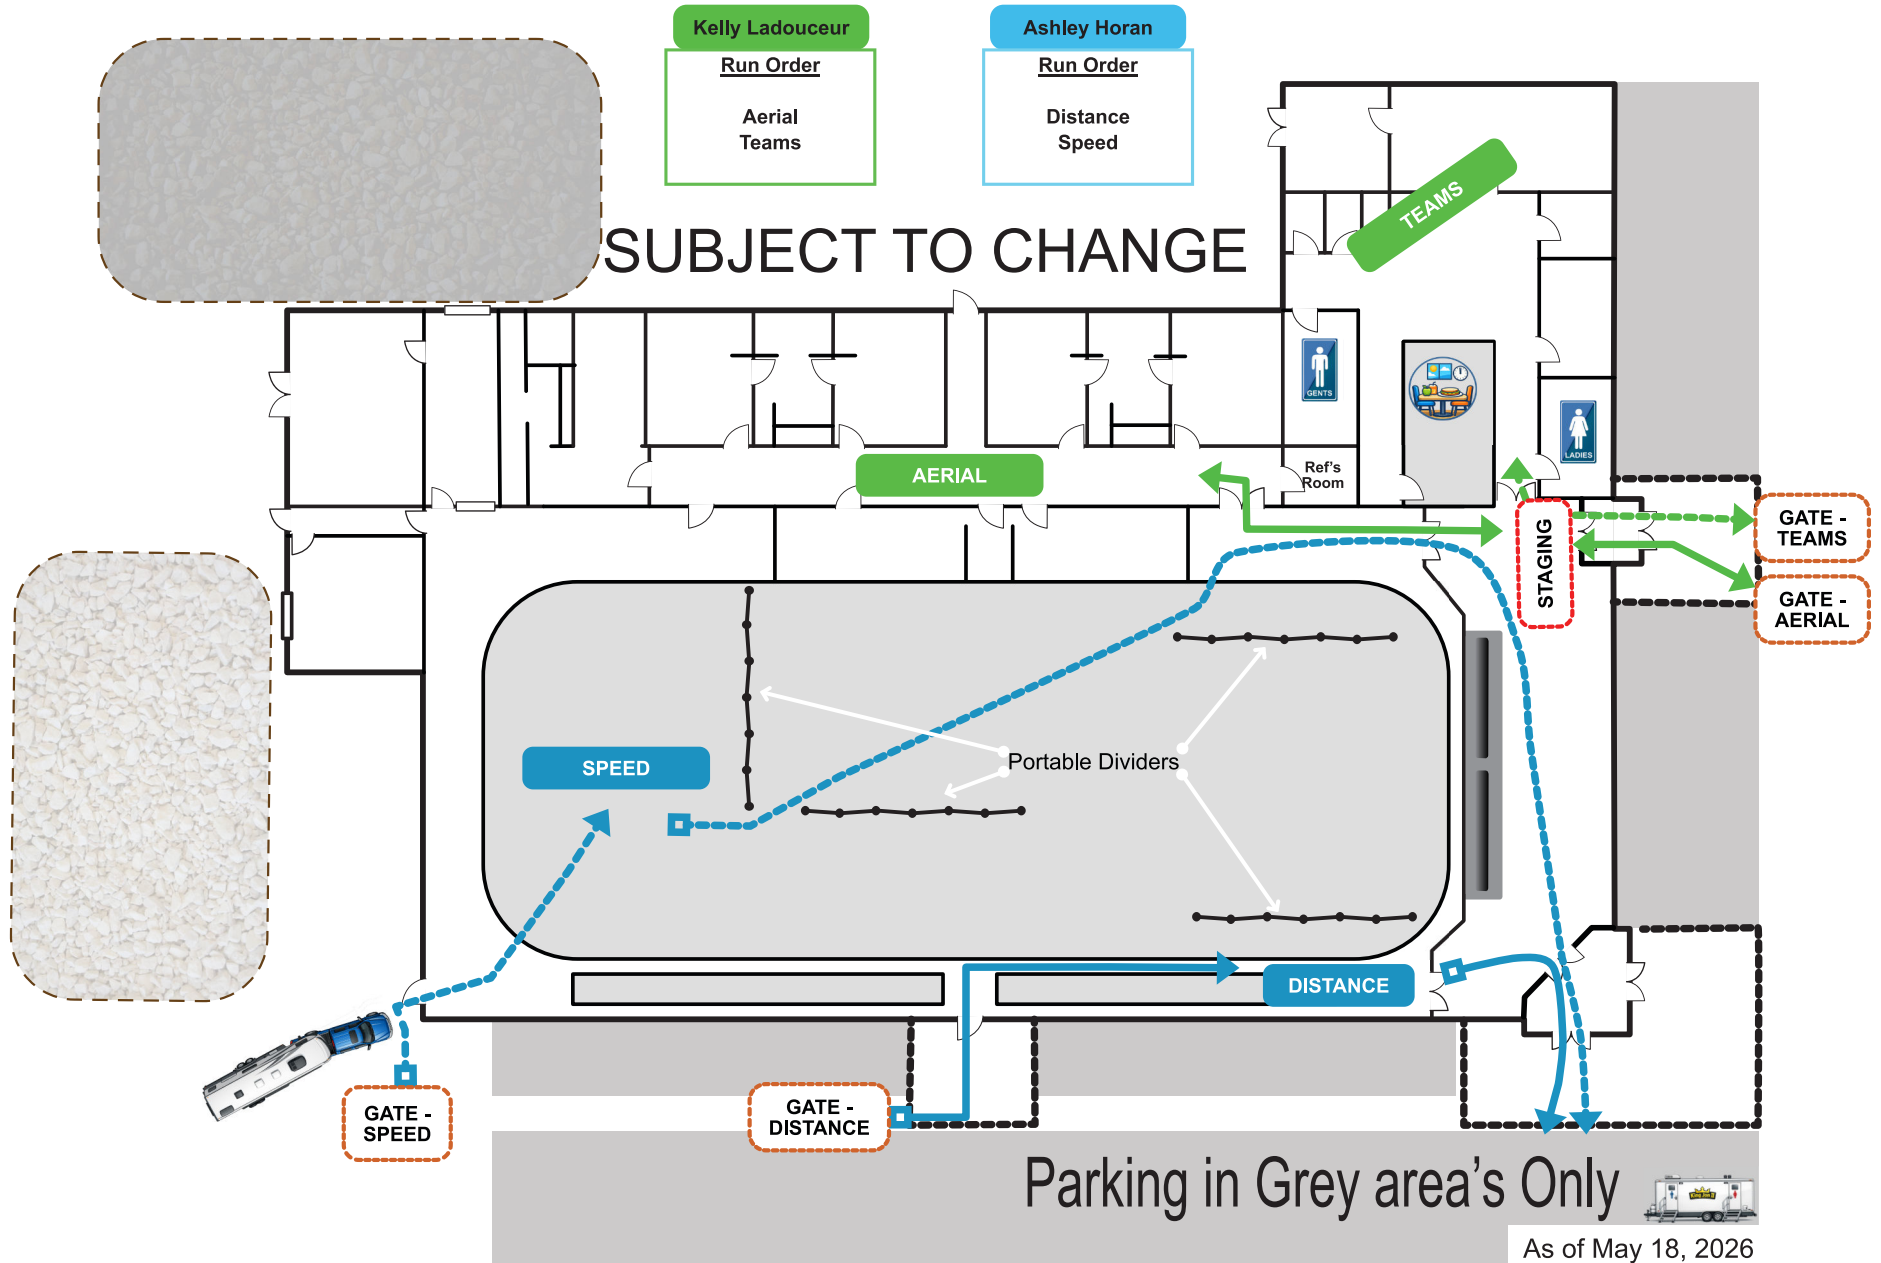 Kelly Ladouceur
Run Order
Aerial
Teams
Ashley Horan
Run Order
Distance
Speed
SUBJECT TO CHANGE
TEAMS
GENTS
LADIES
AERIAL
Ref's
Room
STAGING
GATE -
TEAMS
GATE -
AERIAL
SPEED
Portable Dividers
DISTANCE
GATE -
SPEED
GATE -
DISTANCE
Parking in Grey area's Only
As of May 18, 2026